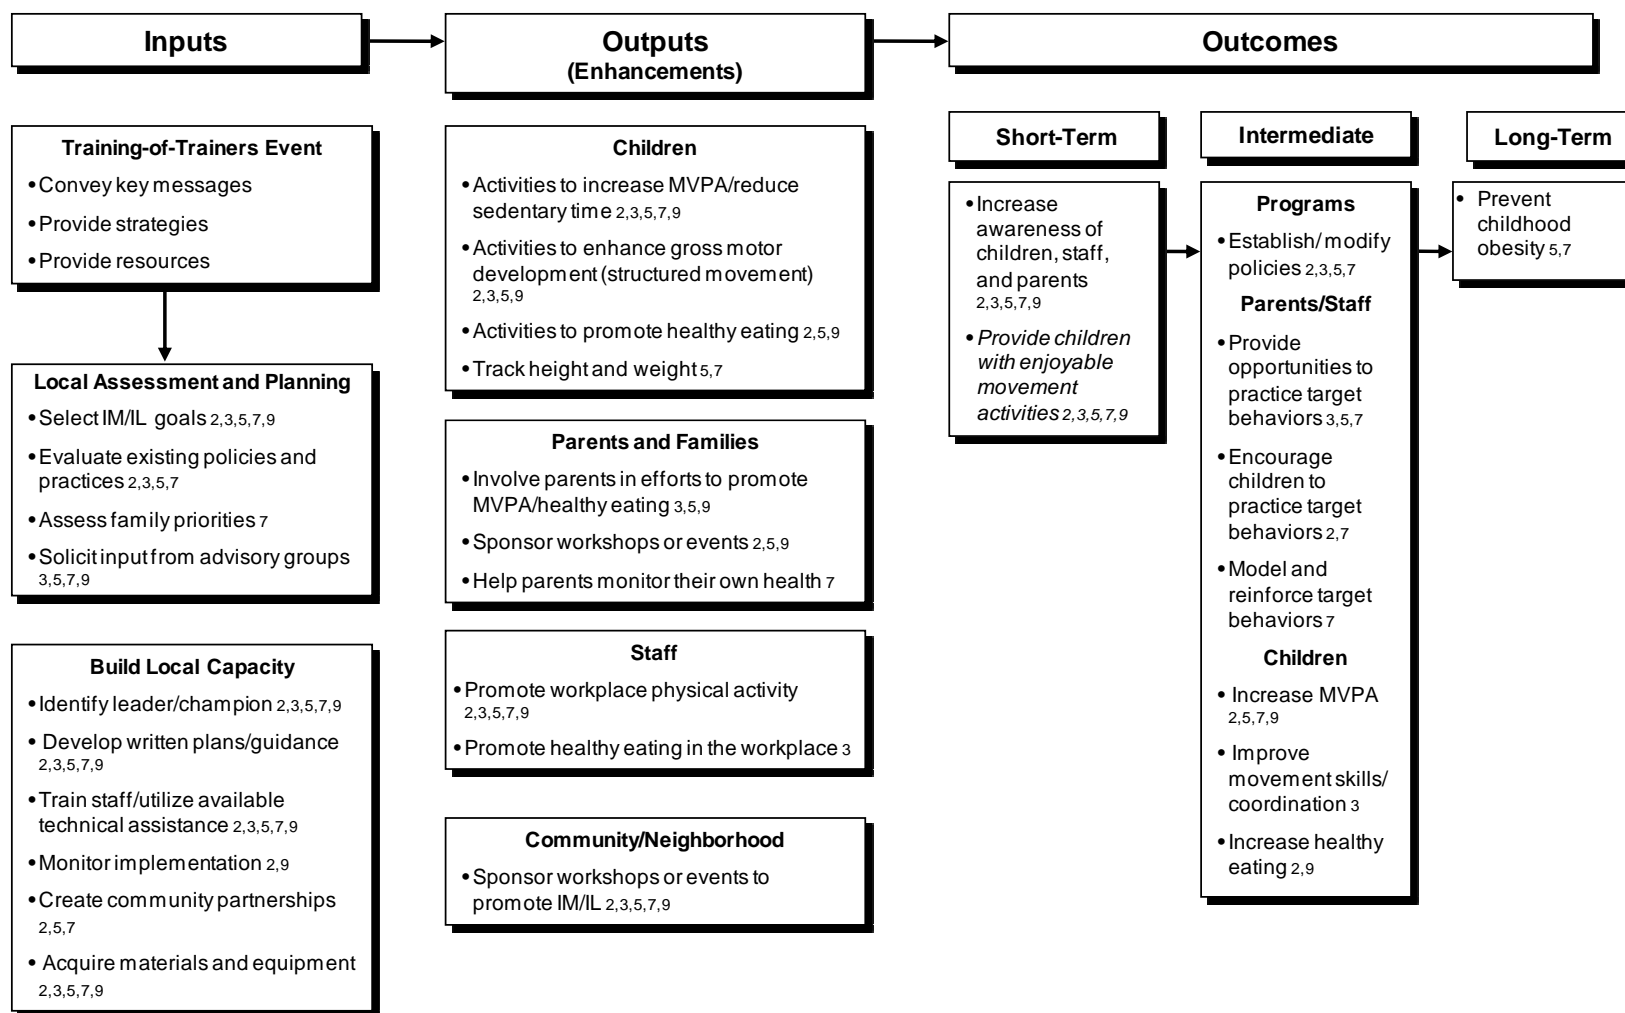 Inputs
Outputs
(Enhancements)
Outcomes
Training-of-Trainers Event
•Convey key messages
•Provide strategies
•Provide resources
Local Assessment and Planning
•Select IM/IL goals 2,3,5,7,9
•Evaluate existing policies and
practices 2,3,5,7
•Assess family priorities 7
•Solicit input from advisory groups
3,5,7,9
Build Local Capacity
•Identify leader/champion 2,3,5,7,9
• Develop written plans/guidance
2,3,5,7,9
•Train staff/utilize available
technical assistance 2,3,5,7,9
•Monitor implementation 2,9
•Create community partnerships
2,5,7
• Acquire materials and equipment
2,3,5,7,9
Children
•Activities to increase MVPA/reduce
sedentary time 2,3,5,7,9
•Activities to enhance gross motor
development (structured movement)
2,3,5,9
•Activities to promote healthy eating 2,5,9
•Track height and weight 5,7
Parents and Families
•Involve parents in efforts to promote
MVPA/healthy eating 3,5,9
•Sponsor workshops or events 2,5,9
•Help parents monitor their own health 7
Staff
•Promote workplace physical activity
2,3,5,7,9
•Promote healthy eating in the workplace 3
Community/Neighborhood
•Sponsor workshops or events to
promote IM/IL 2,3,5,7,9
Short-Term
•Increase
awareness of
children, staff,
and parents
2,3,5,7,9
•Provide children
with enjoyable
movement
activities 2,3,5,7,9
Intermediate
Programs
•Establish/ modify
policies 2,3,5,7
Parents/Staff
•Provide
opportunities to
practice target
behaviors 3,5,7
•Encourage
children to
practice target
behaviors 2,7
•Model and
reinforce target
behaviors 7
Children
• Increase MVPA
2,5,7,9
• Improve
movement skills/
coordination 3
•Increase healthy
eating 2,9
Long-Term
• Prevent
childhood
obesity 5,7